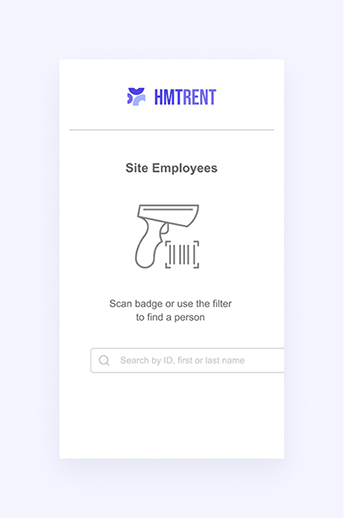 HMTRENT
Site Employees
Scan badge or use the filter
to find a person
Search by ID, first or last name